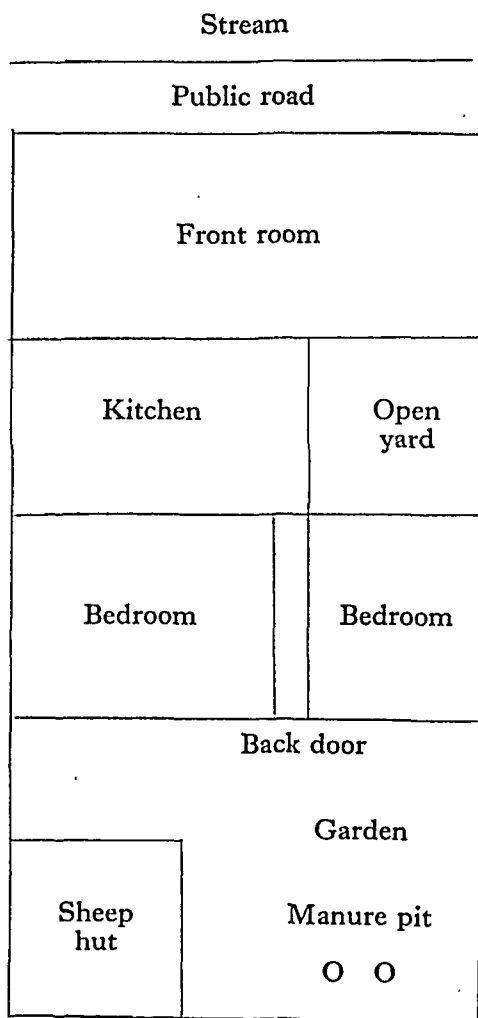 Stream
Public road
Front room
Kitchen
Open
yard
Bedroom
Bedroom
Back door
Garden
Sheep
hut
Manure pit
O O